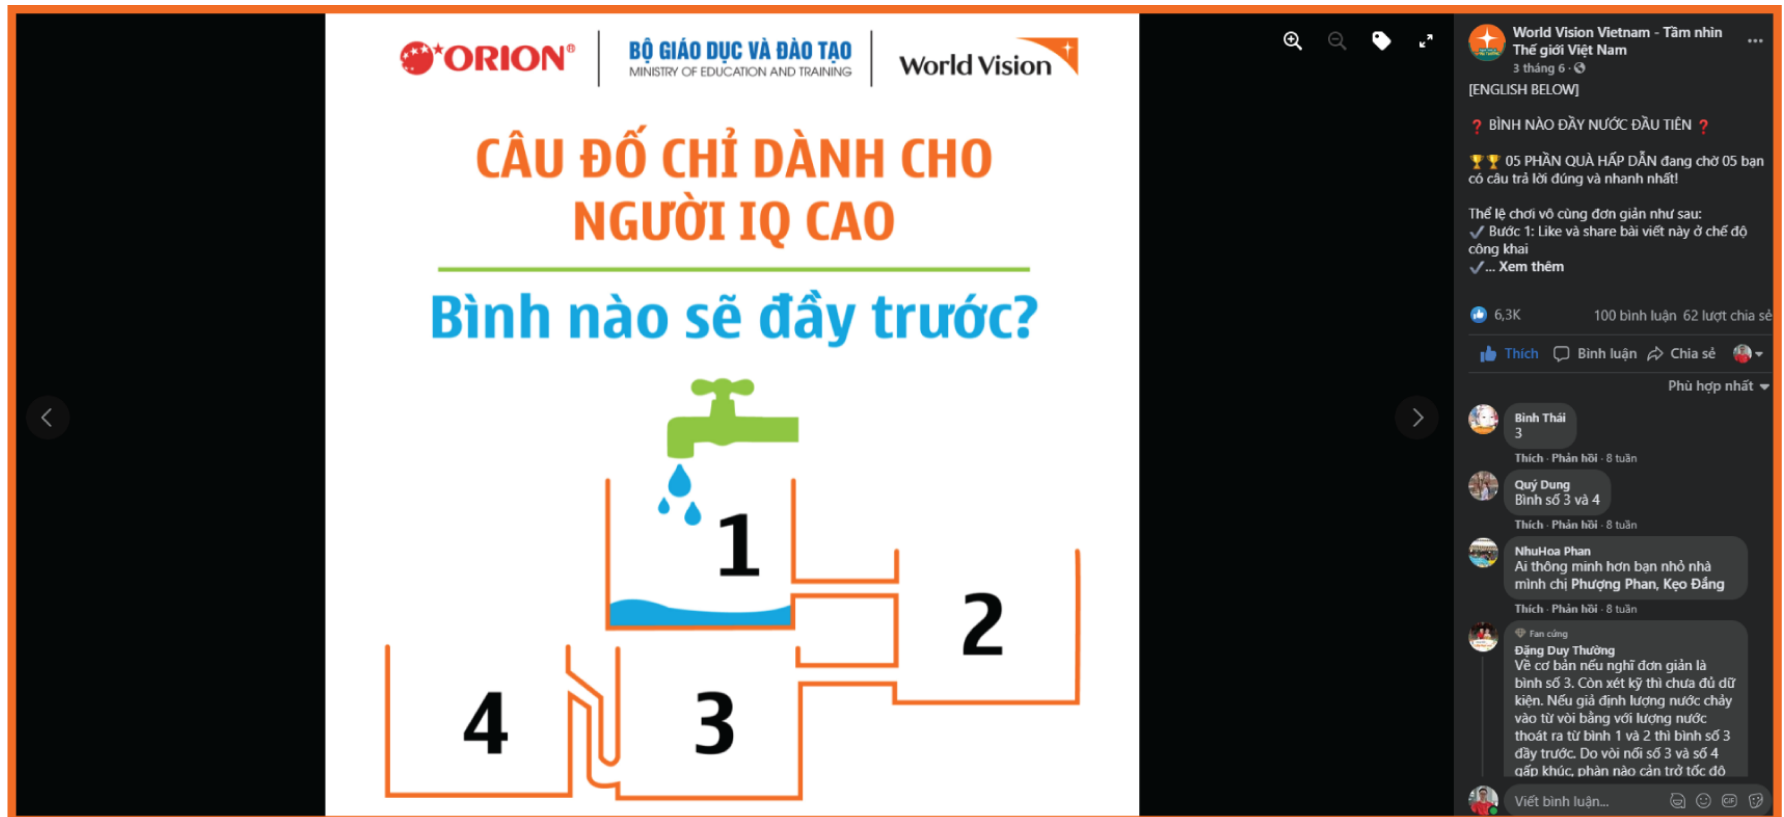 ORION®
BỘ GIÁO DỤC VÀ ĐÀO TẠO
MINISTRY OF EDUCATION AND TRAINING
World Vision
CÂU ĐỐ CHỈ DÀNH CHO
NGƯỜI IQ CAO
Bình nào sẽ đầy trước?
1
2
3
4
World Vision Vietnam - Tầm nhìn
Thế giới Việt Nam
3 tháng 6 ·
[ENGLISH BELOW]
❓ BÌNH NÀO ĐẦY NƯỚC ĐẦU TIÊN ❓
🏆🏆 05 PHẦN QUÀ HẤP DẪN đang chờ 05 bạn
có câu trả lời đúng và nhanh nhất!
Thể lệ chơi vô cùng đơn giản như sau:
✔ Bước 1: Like và share bài viết này ở chế độ
công khai
✔... Xem thêm
6,3K
100 bình luận 62 lượt chia sẻ
Thích Bình luận Chia sẻ
Phù hợp nhất
Bình Thái
3
Thích · Phản hồi · 8 tuần
Quý Dung
Bình số 3 và 4
Thích · Phản hồi · 8 tuần
NhuHoa Phan
Ai thông minh hơn bạn nhỏ nhà
mình chị Phượng Phan, Kẹo Đắng
Thích · Phản hồi · 8 tuần
Fan cứng
Đặng Duy Thường
Về cơ bản nếu nghĩ đơn giản là
bình số 3. Còn xét kỹ thì chưa đủ dữ
kiện. Nếu giả định lượng nước chảy
vào từ vòi bằng với lượng nước
thoát ra từ bình 1 và 2 thì bình số 3
đầy trước. Do vòi nối số 3 và số 4
gấp khúc, phần nào cản trở tốc độ
Viết bình luận...
GIF